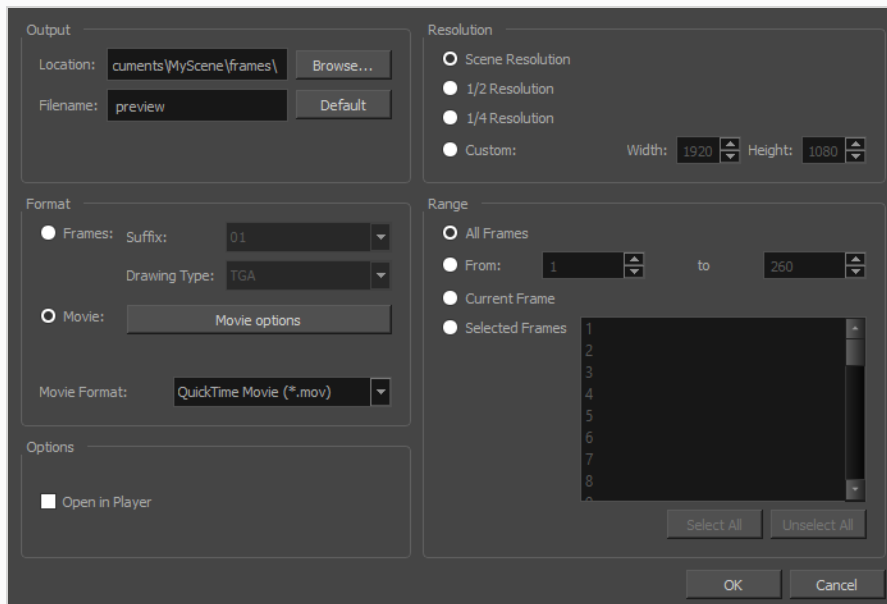 Output
Location: cuments\MyScene\frames\ Browse...
Filename: preview Default
Format
Frames: Suffix: 01
Drawing Type: TGA
Movie: Movie options
Movie Format: QuickTime Movie (*.mov)
Options
Open in Player
Resolution
Scene Resolution
1/2 Resolution
1/4 Resolution
Custom: Width: 1920 Height: 1080
Range
All Frames
From: 1 to 260
Current Frame
Selected Frames 1
2
3
4
5
6
7
8
Select All Unselect All
OK Cancel